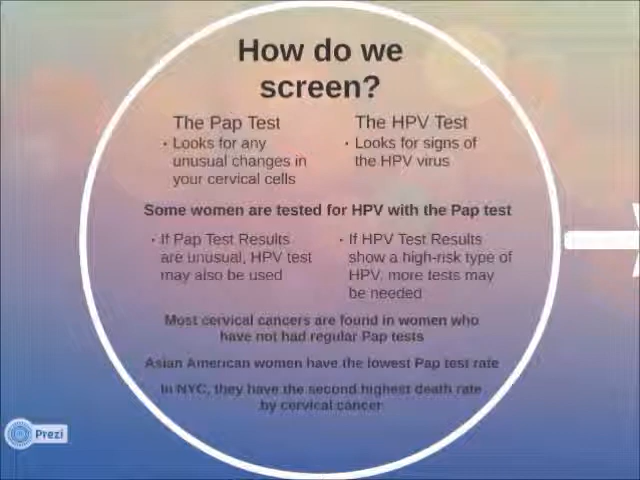 How do we
screen?
The Pap Test
· Looks for any
unusual changes in
your cervical cells
The HPV Test
· Looks for signs of
the HPV virus
Some women are tested for HPV with the Pap test
· If Pap Test Results
are unusual, HPV test
may also be used
· If HPV Test Results
show a high-risk type of
HPV, more tests may
be needed
Most cervical cancers are found in women who
have not had regular Pap tests
Asian American women have the lowest Pap test rate
In NYC, they have the second highest death rate
by cervical cancer
Prezi